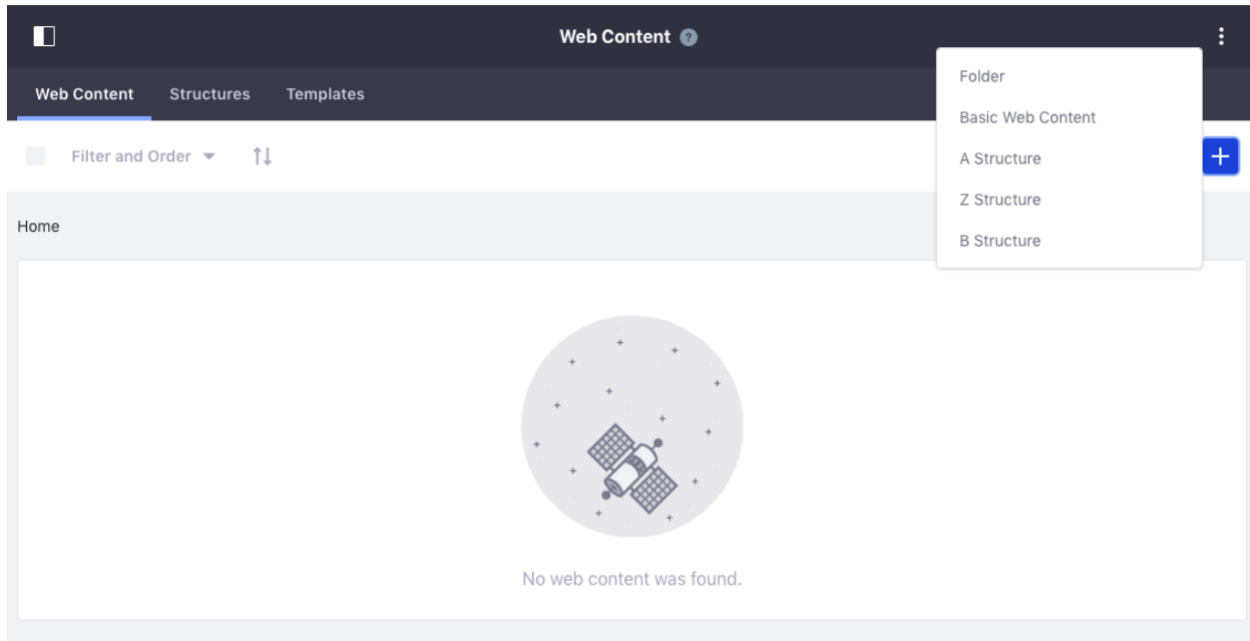 Web Content ?
Web Content Structures Templates
Filter and Order
Folder
Basic Web Content
A Structure
Z Structure
B Structure
Home
No web content was found.